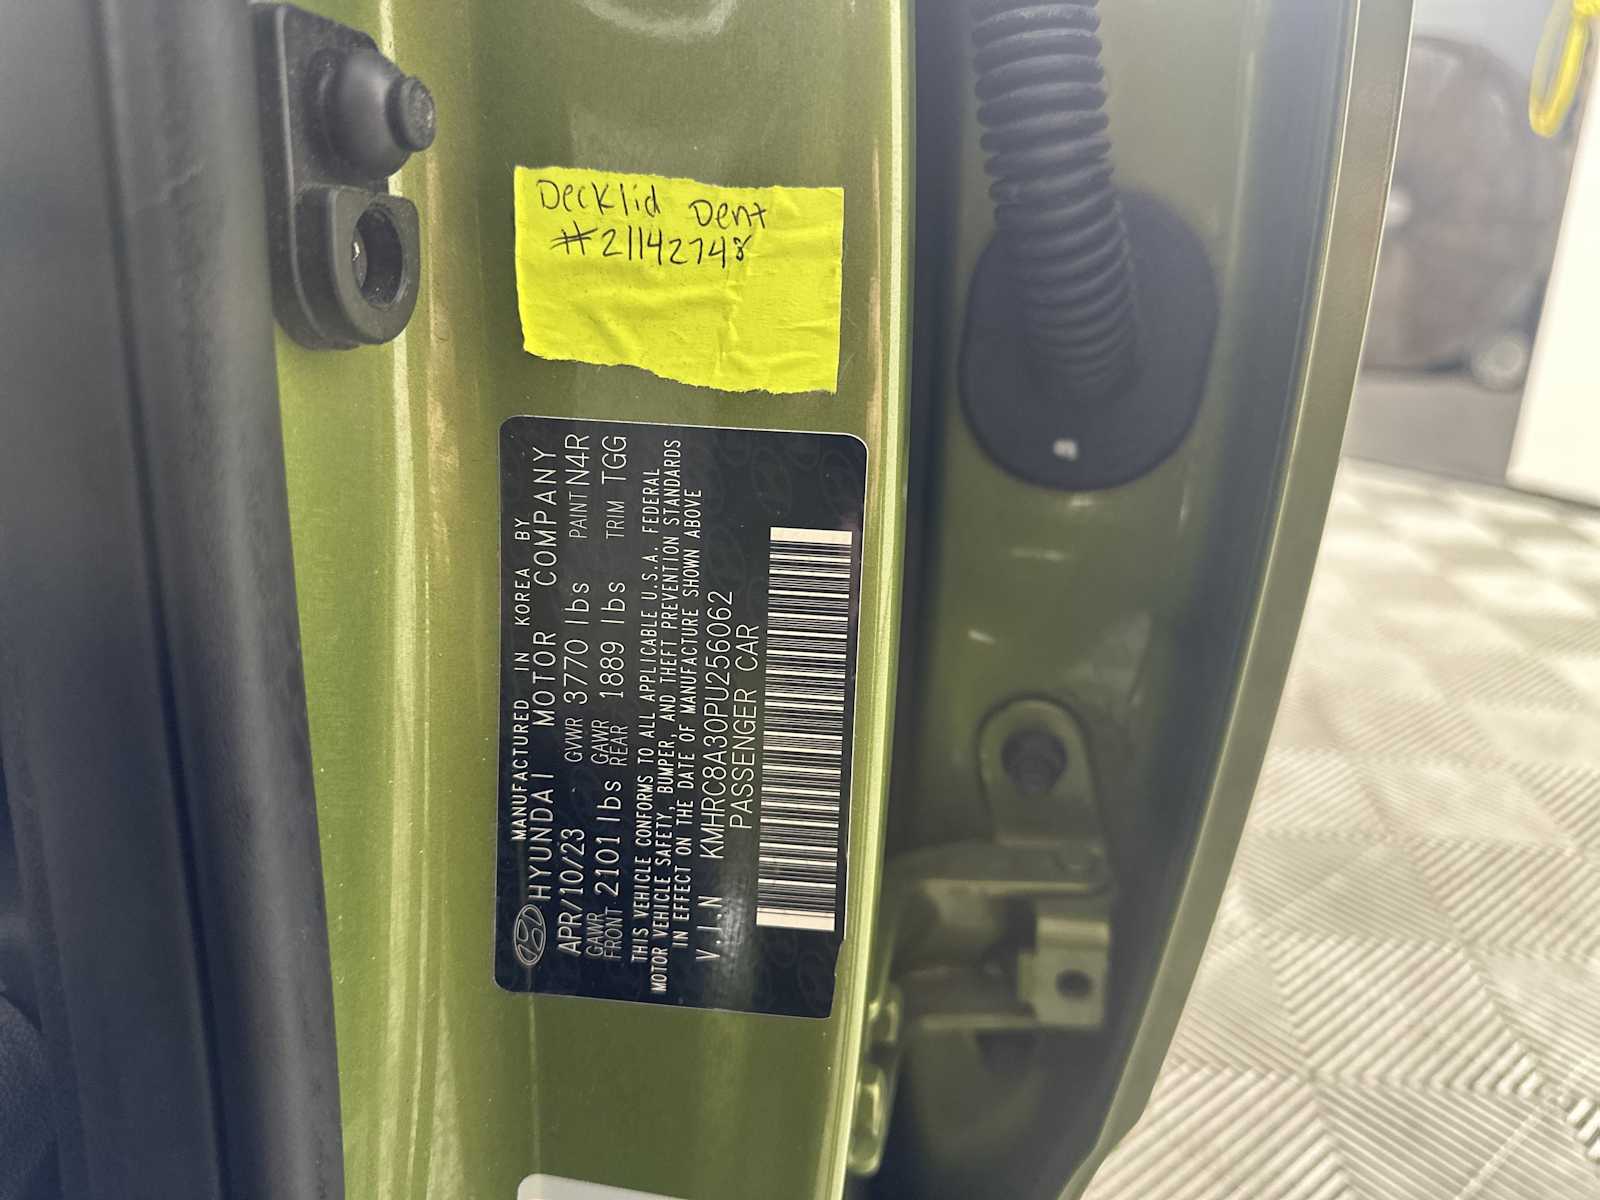 Decklid Dent
#21142748
MANUFACTURED IN KOREA BY
HYUNDAI MOTOR COMPANY
APR/10/23 GVWR 3770 lbs PAINT N4R
GAWR FRONT 2101 lbs GAWR REAR 1889 lbs TRIM TGG
THIS VEHICLE CONFORMS TO ALL APPLICABLE U.S.A. FEDERAL
MOTOR VEHICLE SAFETY, BUMPER, AND THEFT PREVENTION STANDARDS
IN EFFECT ON THE DATE OF MANUFACTURE SHOWN ABOVE
V.I.N KMHRC8A30PU256062
PASSENGER CAR